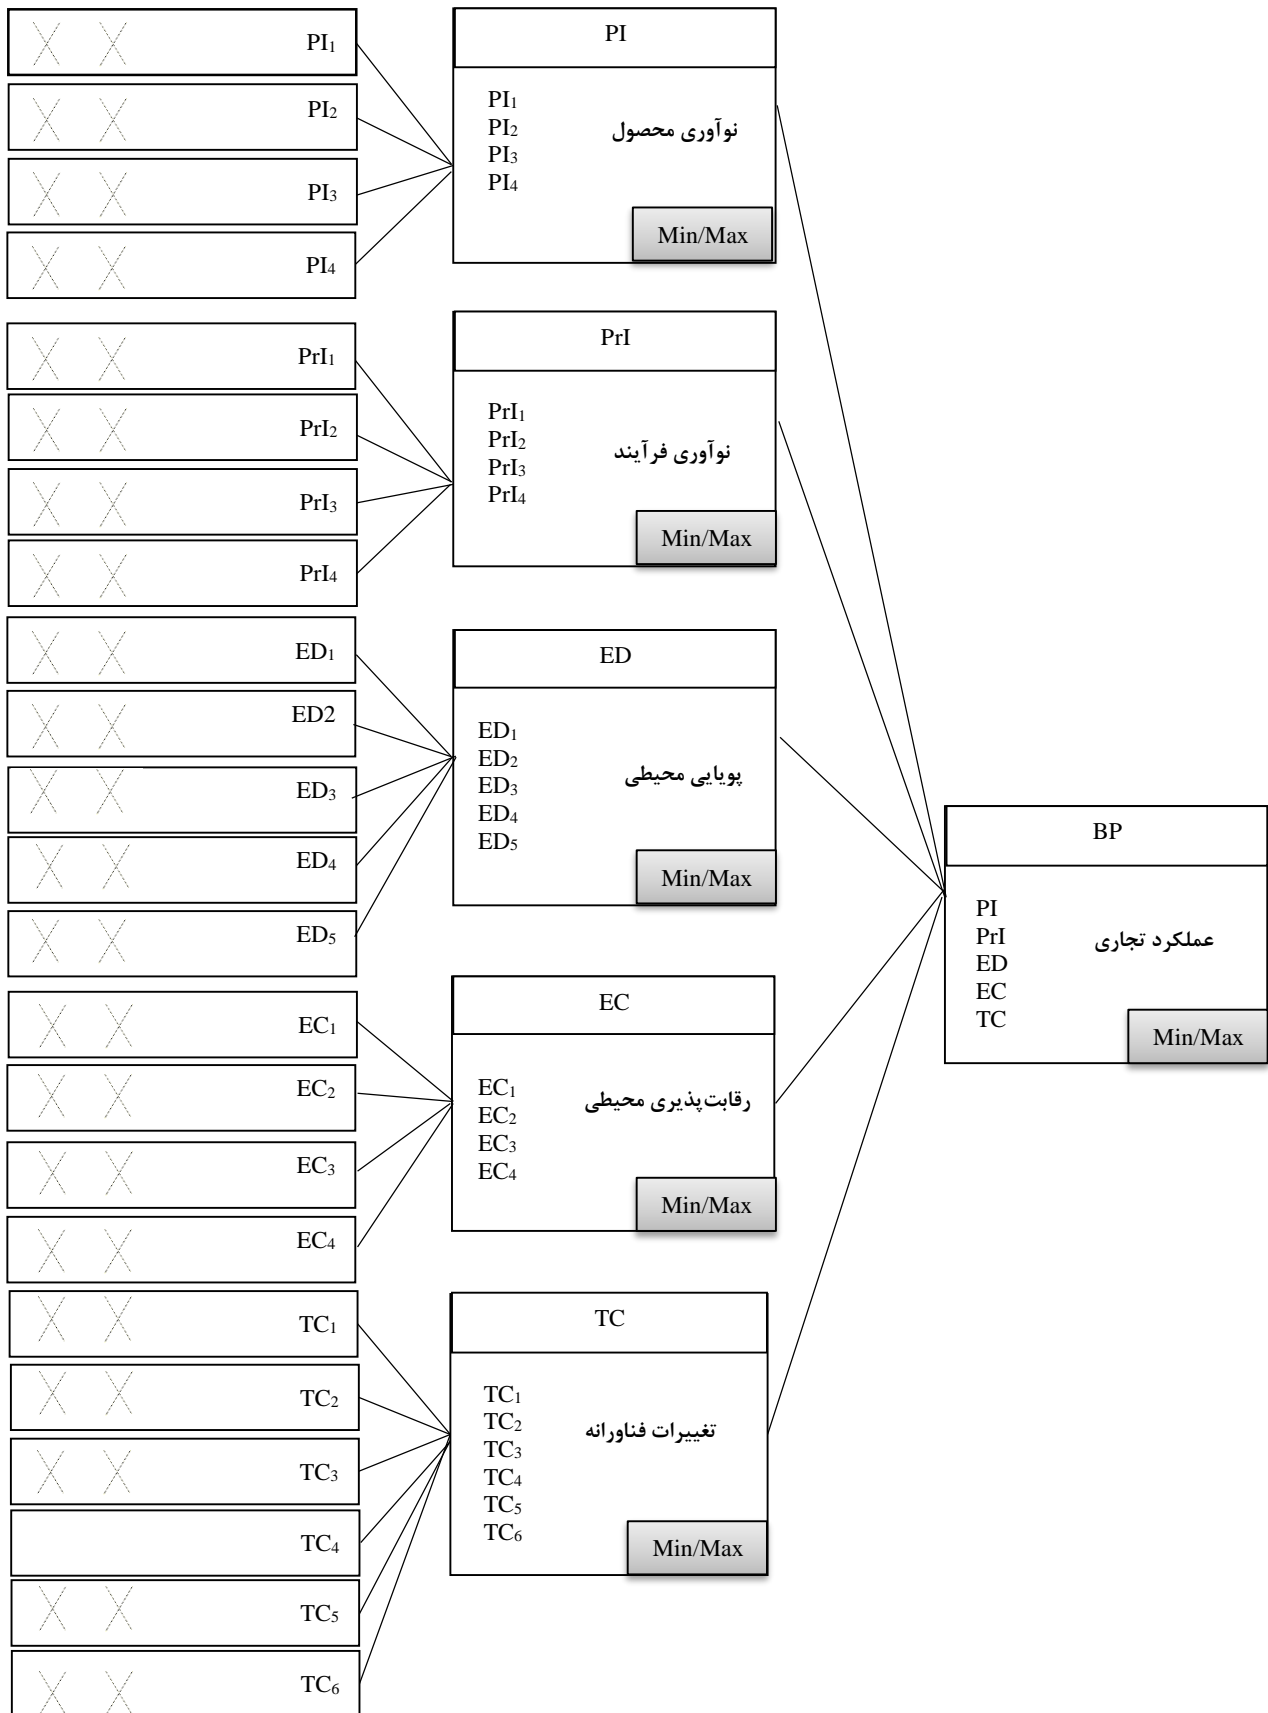 PI₁
PI₂
PI₃
PI₄
PI
PI₁
PI₂
PI₃
PI₄
نوآوری محصول
Min/Max
PrI₁
PrI₂
PrI₃
PrI₄
PrI
PrI₁
PrI₂
PrI₃
PrI₄
نوآوری فرآیند
Min/Max
ED₁
ED2
ED₃
ED₄
ED₅
ED
ED₁
ED₂
ED₃
ED₄
ED₅
پویایی محیطی
Min/Max
EC₁
EC₂
EC₃
EC₄
EC
EC₁
EC₂
EC₃
EC₄
رقابت‌پذیری محیطی
Min/Max
TC₁
TC₂
TC₃
TC₄
TC₅
TC₆
TC
TC₁
TC₂
TC₃
TC₄
TC₅
TC₆
تغییرات فناورانه
Min/Max
BP
PI
PrI
ED
EC
TC
عملکرد تجاری
Min/Max